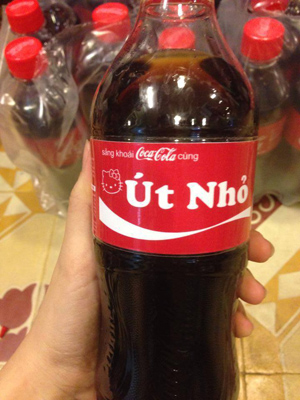 sảng khoái Coca-Cola cùng
Út Nhỏ